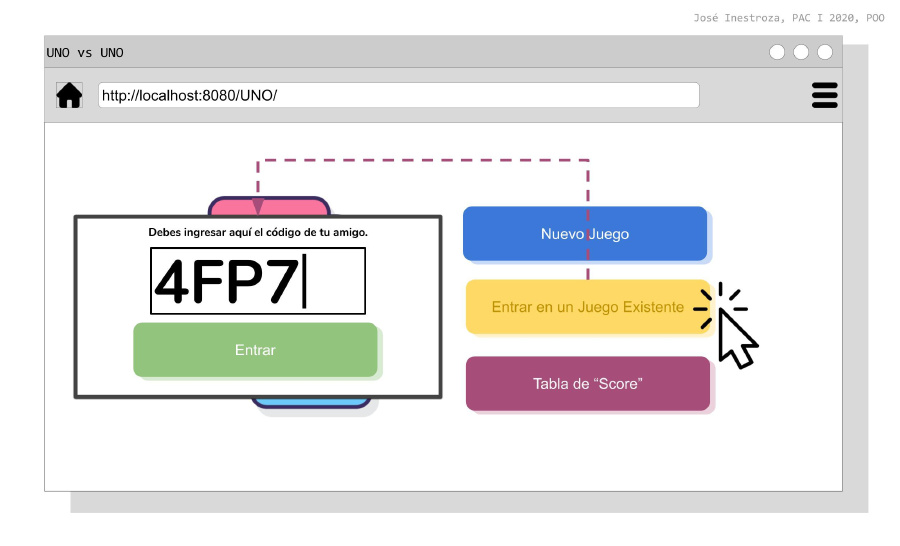 José Inestroza, PAC I 2020, POO
UNO vs UNO
http://localhost:8080/UNO/
Debes ingresar aquí el código de tu amigo.
4FP7
Entrar
Nuevo Juego
Entrar en un Juego Existente
Tabla de “Score”